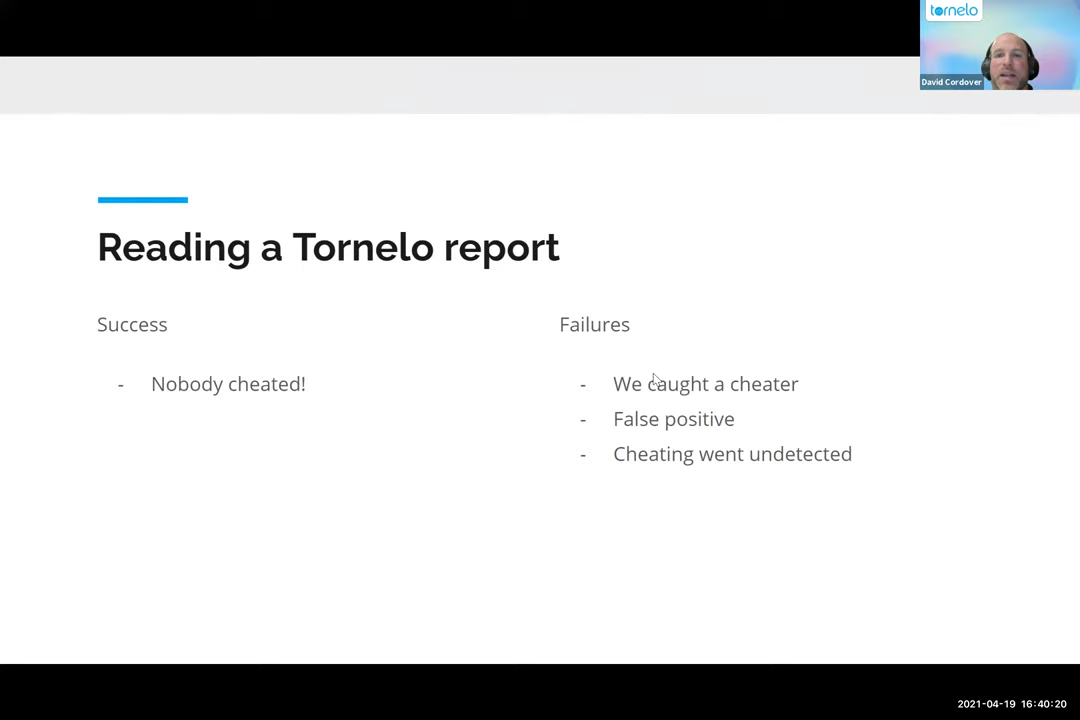 tornelo
David Cordover
Reading a Tornelo report
Success
- Nobody cheated!
Failures
- We caught a cheater
- False positive
- Cheating went undetected
2021-04-19 16:40:20